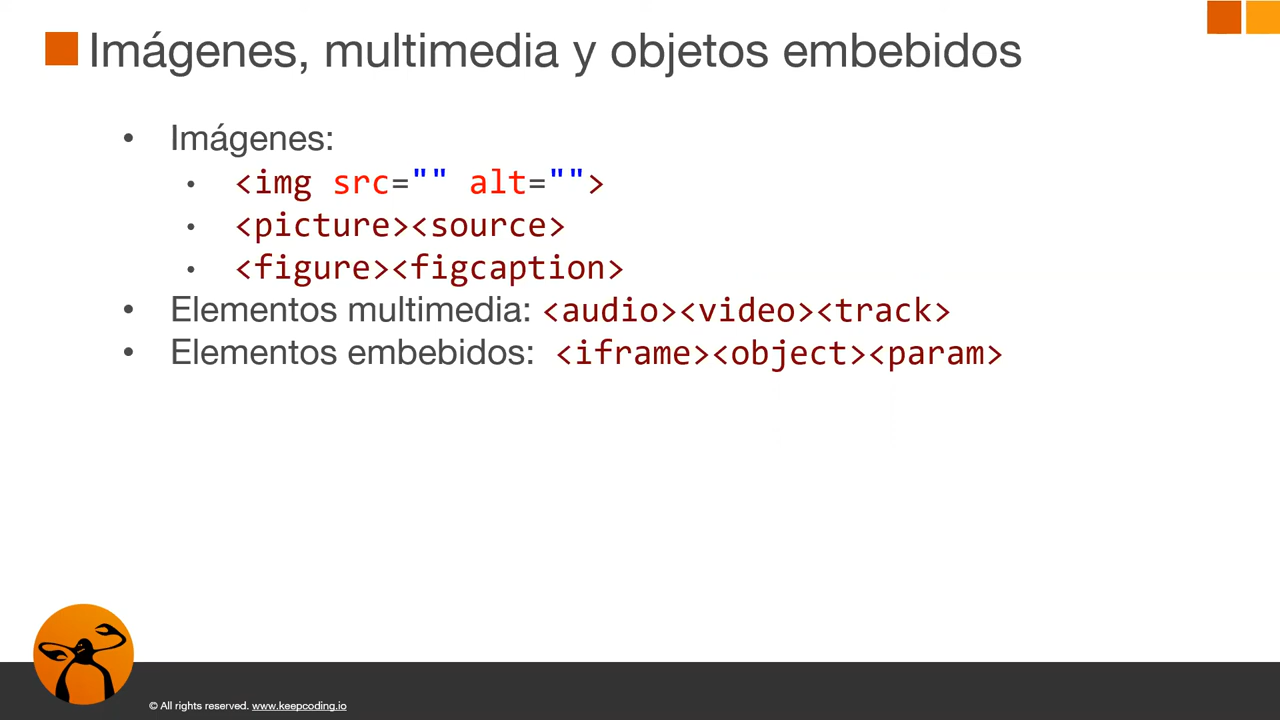 Imágenes, multimedia y objetos embebidos
• Imágenes:
• <img src="" alt="">
• <picture><source>
• <figure><figcaption>
• Elementos multimedia: <audio><video><track>
• Elementos embebidos: <iframe><object><param>
© All rights reserved. www.keepcoding.io